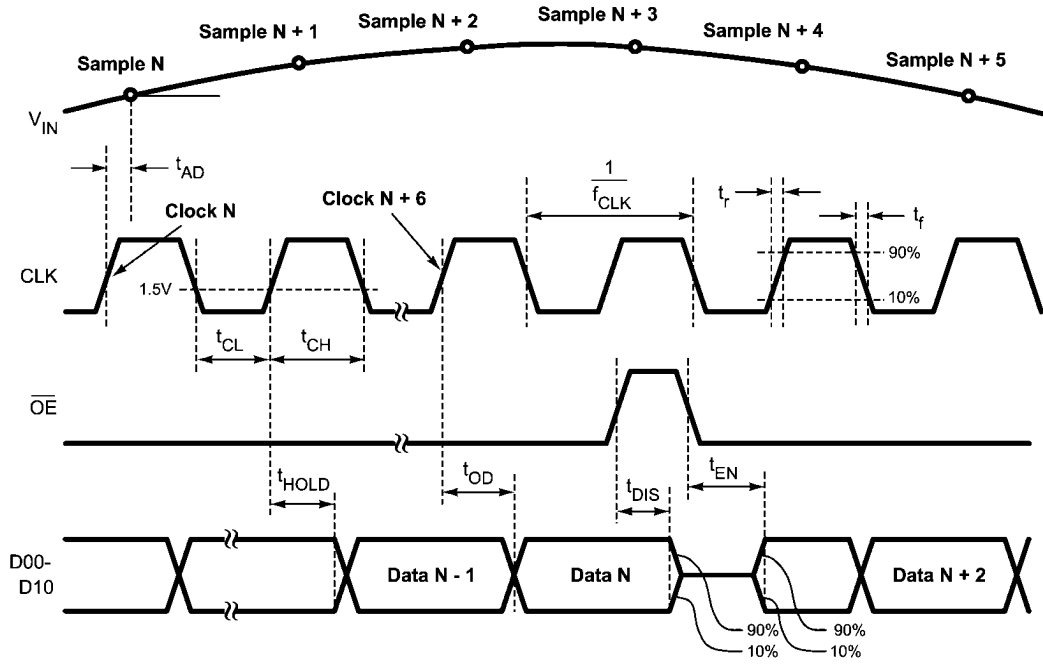 Sample N
Sample N + 1
Sample N + 2
Sample N + 3
Sample N + 4
Sample N + 5
VIN
tAD
Clock N
Clock N + 6
1
fCLK
tr
tf
CLK
1.5V
90%
10%
tCL
tCH
OE
tHOLD
tOD
tDIS
tEN
D00-
D10
Data N - 1
Data N
Data N + 2
90%
10%
90%
10%